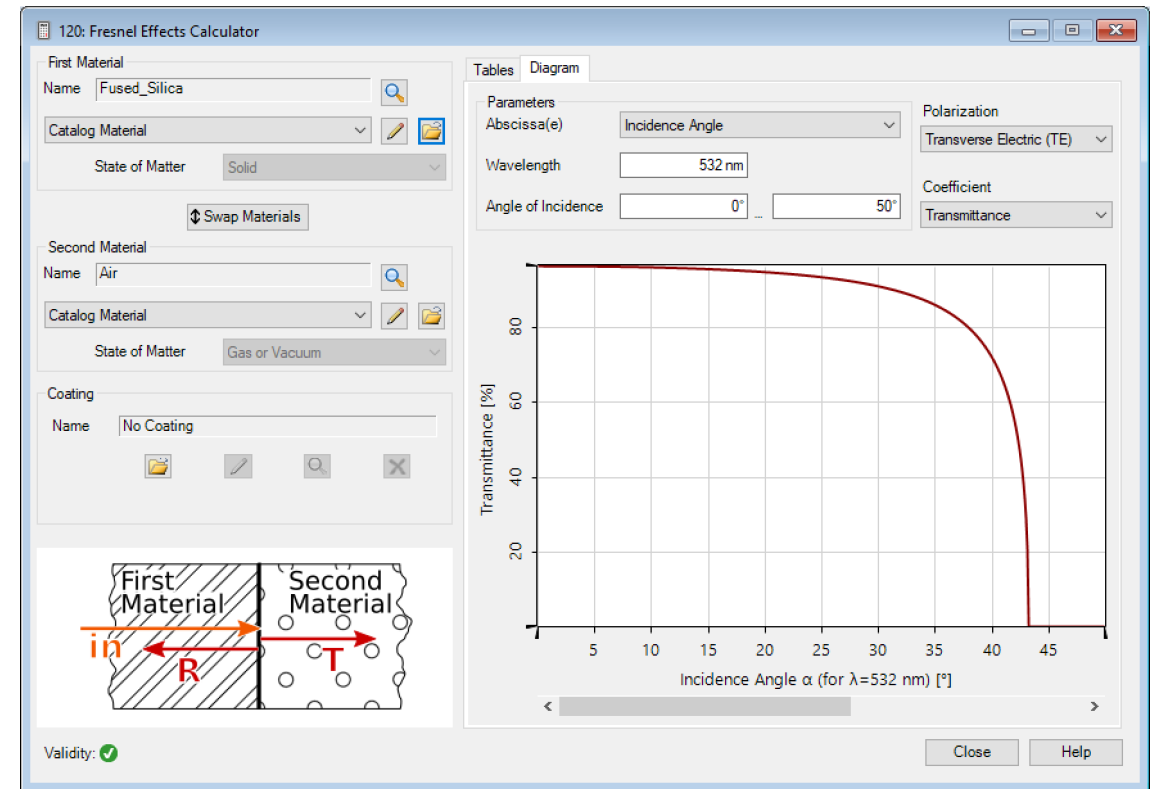 120: Fresnel Effects Calculator
First Material
Name Fused_Silica
Catalog Material
State of Matter Solid
Swap Materials
Second Material
Name Air
Catalog Material
State of Matter Gas or Vacuum
Coating
Name No Coating
First Material
Second Material
in
R
T
Validity:
Tables Diagram
Parameters
Abscissa(e) Incidence Angle
Wavelength 532 nm
Angle of Incidence 0° ... 50°
Polarization
Transverse Electric (TE)
Coefficient
Transmittance
Transmittance [%]
80
60
40
20
5 10 15 20 25 30 35 40 45
Incidence Angle α (for λ=532 nm) [°]
Close Help